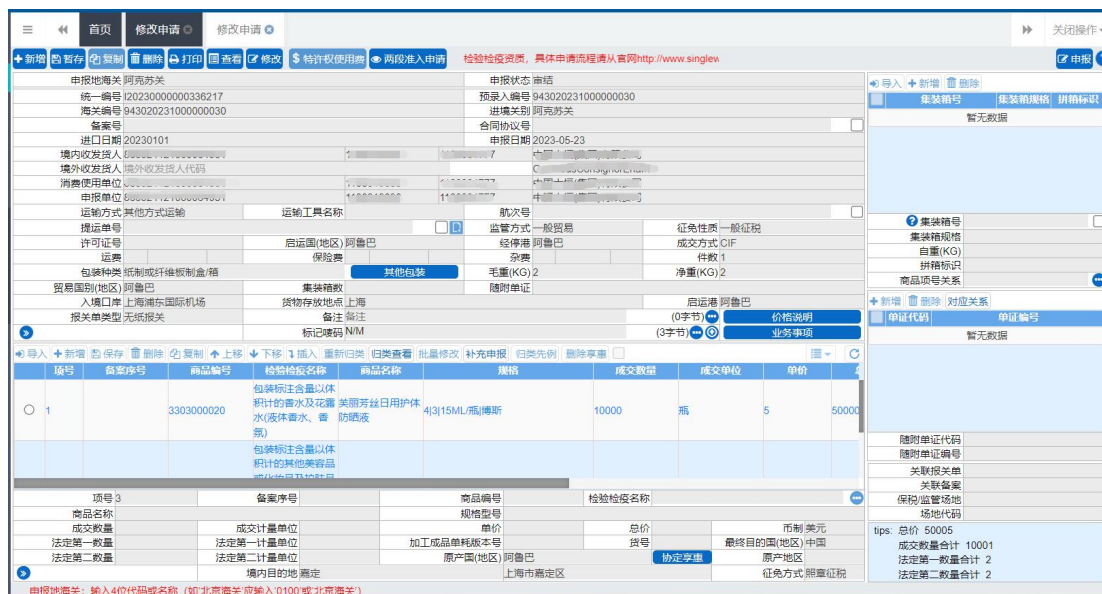 首页 修改申请 修改申请 关闭操作
新增 暂存 复制 删除 打印 查看 修改 特许权使用费 两段准入申请 检验检疫资质，具体申请流程请从官网http://www.singlew 申报
申报地海关 阿克苏关 申报状态 审结
统一编号 I20230000000336217 预录入编号 943020231000000030
海关编号 943020231000000030 进境关别 阿克苏关
备案号 合同协议号
进口日期 20230101 申报日期 2023-05-23
境内收发货人
境外收发货人 境外收发货人代码
消费使用单位
申报单位
运输方式 其他方式运输 运输工具名称 航次号
提运单号 监管方式 一般贸易 征免性质 一般征税
许可证号 启运国(地区) 阿鲁巴 经停港 阿鲁巴 成交方式 CIF
运费 保险费 杂费 件数 1
包装种类 纸制或纤维板制盒/箱 其他包装 毛重(KG) 2 净重(KG) 2
贸易国别(地区) 阿鲁巴 集装箱数 随附单证
入境口岸 上海浦东国际机场 货物存放地点 上海 启运港 阿鲁巴
报关单类型 无纸报关 备注 备注 (0字节) 价格说明
标记唛码 N/M (3字节) 业务事项
导入 新增 保存 删除 复制 上移 下移 插入 重新归类 归类查看 批量修改 补充申报 归类先例 删除享惠
项号 备案序号 商品编号 检验检疫名称 商品名称 规格 成交数量 成交单位 单价
1 3303000020 包装标注含量以体积计的香水及花露水(液体香水、香氛) 芙丽芳丝日用护体防晒液 4|3|15ML/瓶|博斯 10000 瓶 5 50000
包装标注含量以体
积计的其他美容品
项号 3 备案序号 商品编号 检验检疫名称
商品名称 规格型号
成交数量 成交计量单位 单价 总价 币制 美元
法定第一数量 法定第一计量单位 加工成品单耗版本号 货号 最终目的国(地区) 中国
法定第二数量 法定第二计量单位 原产国(地区) 阿鲁巴 协定享惠 原产地区
境内目的地 嘉定 上海市嘉定区 征免方式 照章征税
申报地海关：输入4位代码或名称（如'北京海关'应输入'0100'或'北京海关'）
导入 新增 删除
集装箱号 集装箱规格 拼箱标识
暂无数据
集装箱号
集装箱规格
自重(KG)
拼箱标识
商品项号关系
新增 删除 对应关系
单证代码 单证编号
暂无数据
随附单证代码
随附单证编号
关联报关单
关联备案
保税/监管场地
场地代码
tips: 总价 50005
成交数量合计 10001
法定第一数量合计 2
法定第二数量合计 2